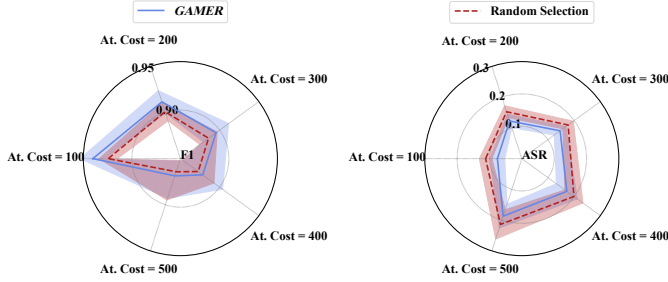 GAMER
Random Selection
At. Cost = 200
0.95
At. Cost = 300
0.90
F1
At. Cost = 100
At. Cost = 400
At. Cost = 500
At. Cost = 200
0.3
At. Cost = 300
0.2
0.1
ASR
At. Cost = 100
At. Cost = 400
At. Cost = 500